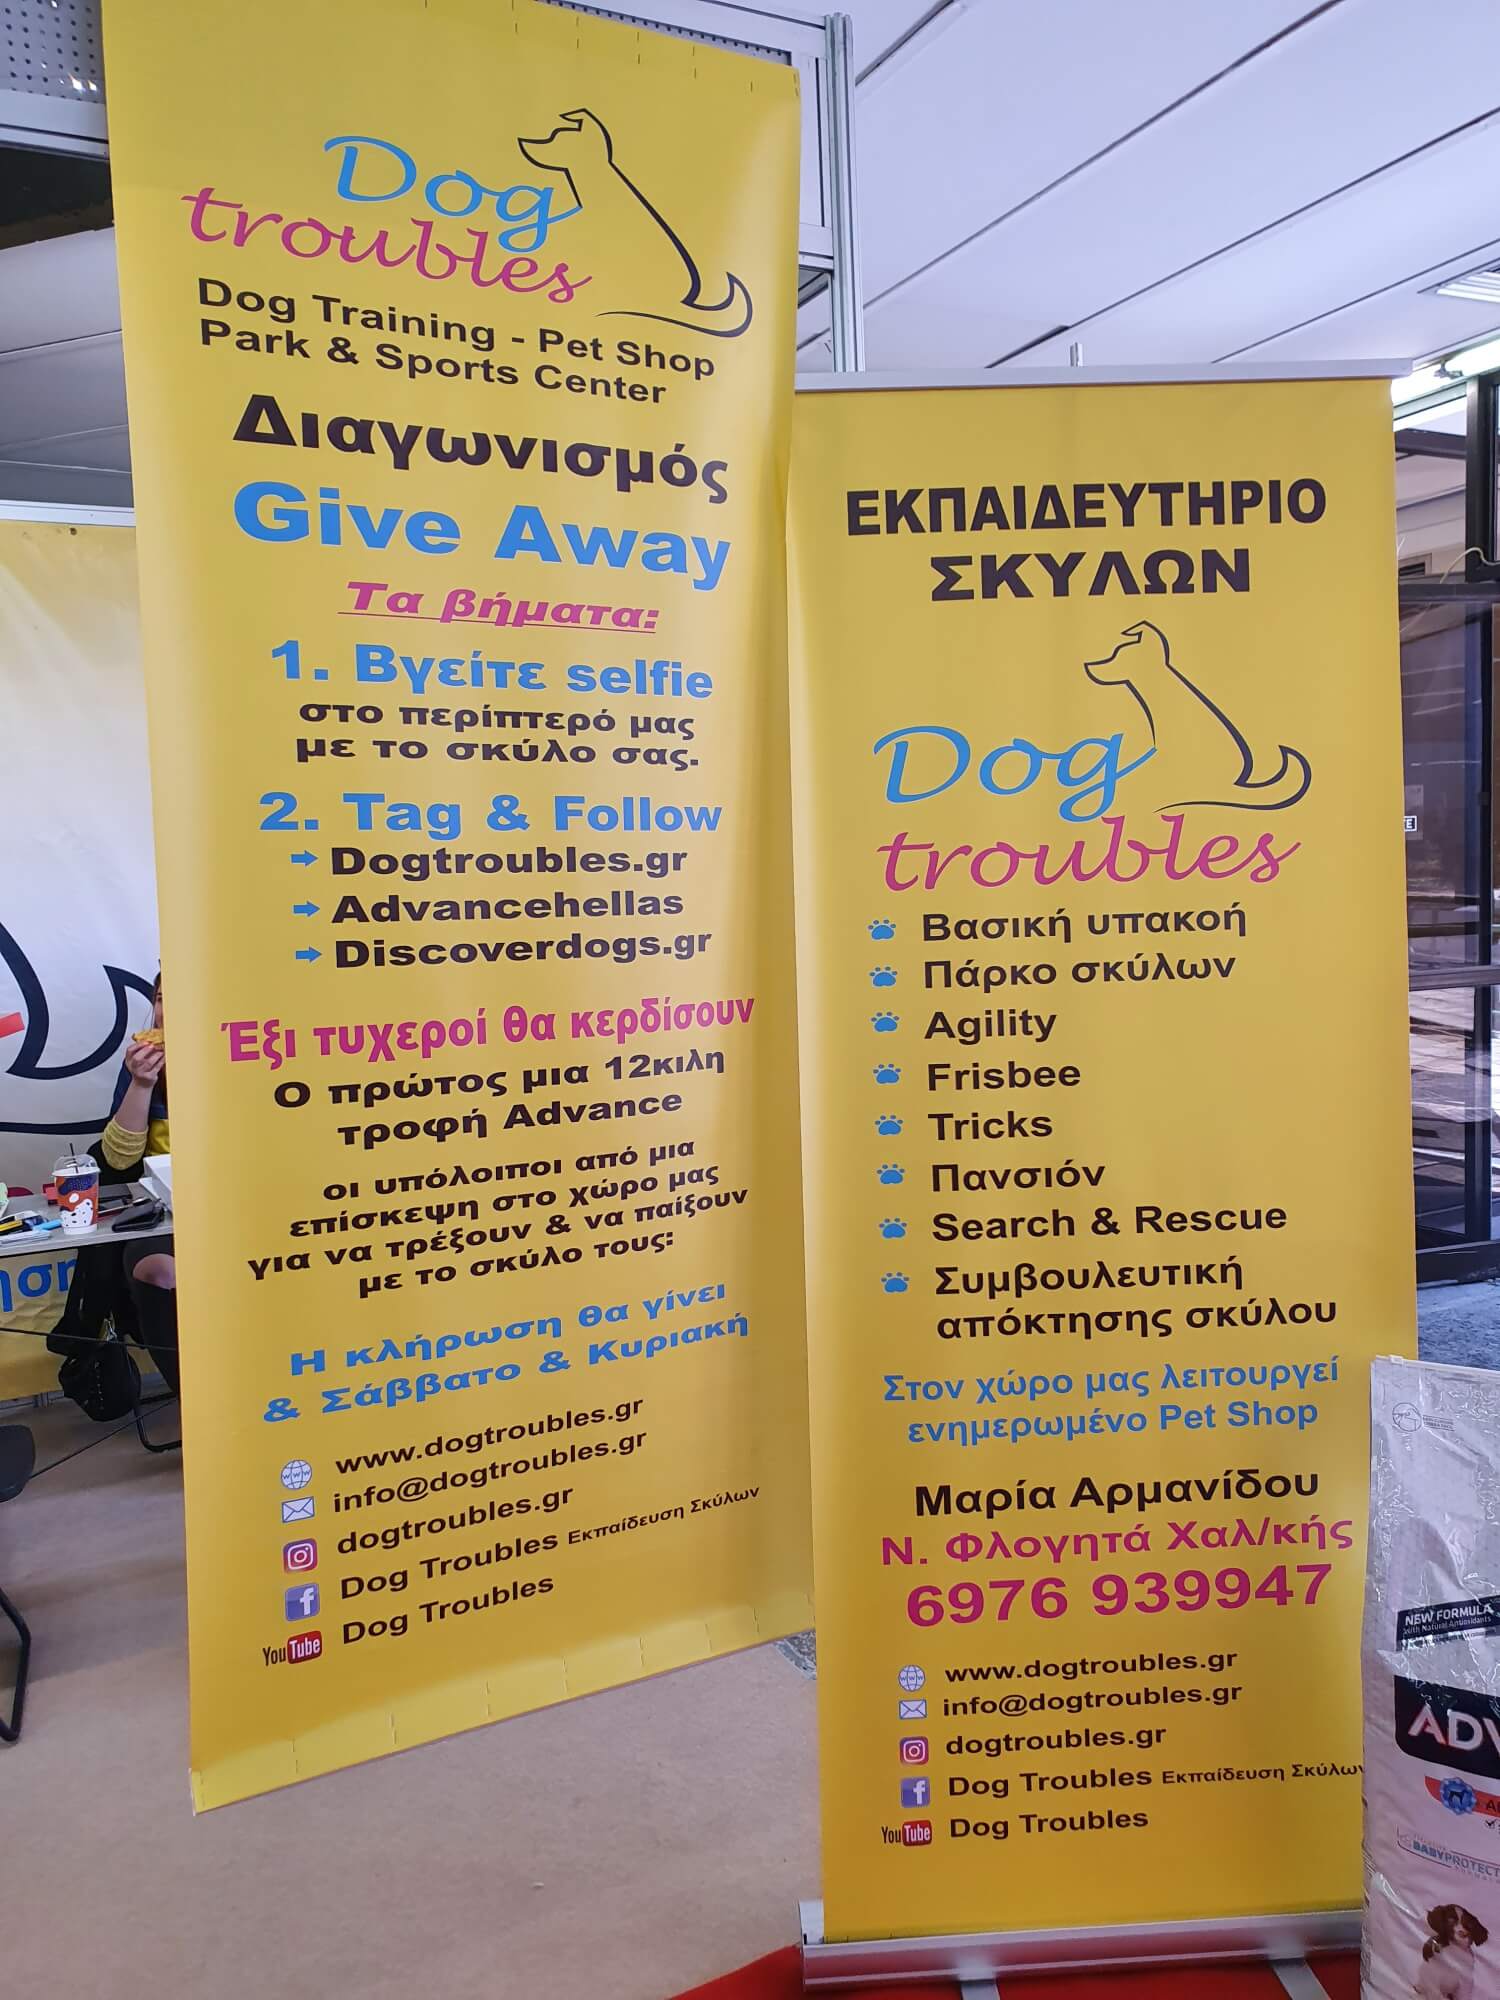 Dog
troubles
Dog Training - Pet Shop
Park & Sports Center
Διαγωνισμός
Give Away
Τα βήματα:
1. Βγείτε selfie
στο περίπτερό μας
με το σκύλο σας.
2. Tag & Follow
Dogtroubles.gr
Advancehellas
Discoverdogs.gr
Έξι τυχεροί θα κερδίσουν
Ο πρώτος μια 12κιλη
τροφή Advance
οι υπόλοιποι από μια
επίσκεψη στο χώρο μας
για να τρέξουν & να παίξουν
με το σκύλο τους:
Η κλήρωση θα γίνει
& Σάββατο & Κυριακή
www.dogtroubles.gr
info@dogtroubles.gr
dogtroubles.gr
Dog Troubles Εκπαίδευση Σκύλων
YouTube Dog Troubles
ΕΚΠΑΙΔΕΥΤΗΡΙΟ
ΣΚΥΛΩΝ
Dog
troubles
Βασική υπακοή
Πάρκο σκύλων
Agility
Frisbee
Tricks
Πανσιόν
Search & Rescue
Συμβουλευτική
απόκτησης σκύλου
Στον χώρο μας λειτουργεί
ενημερωμένο Pet Shop
Μαρία Αρμανίδου
Ν. Φλογητά Χαλ/κής
6976 939947
www.dogtroubles.gr
info@dogtroubles.gr
dogtroubles.gr
Dog Troubles Εκπαίδευση Σκύλων
YouTube Dog Troubles
NEW FORMULA
with Natural Antioxidants
ADV
BABYPROTECT